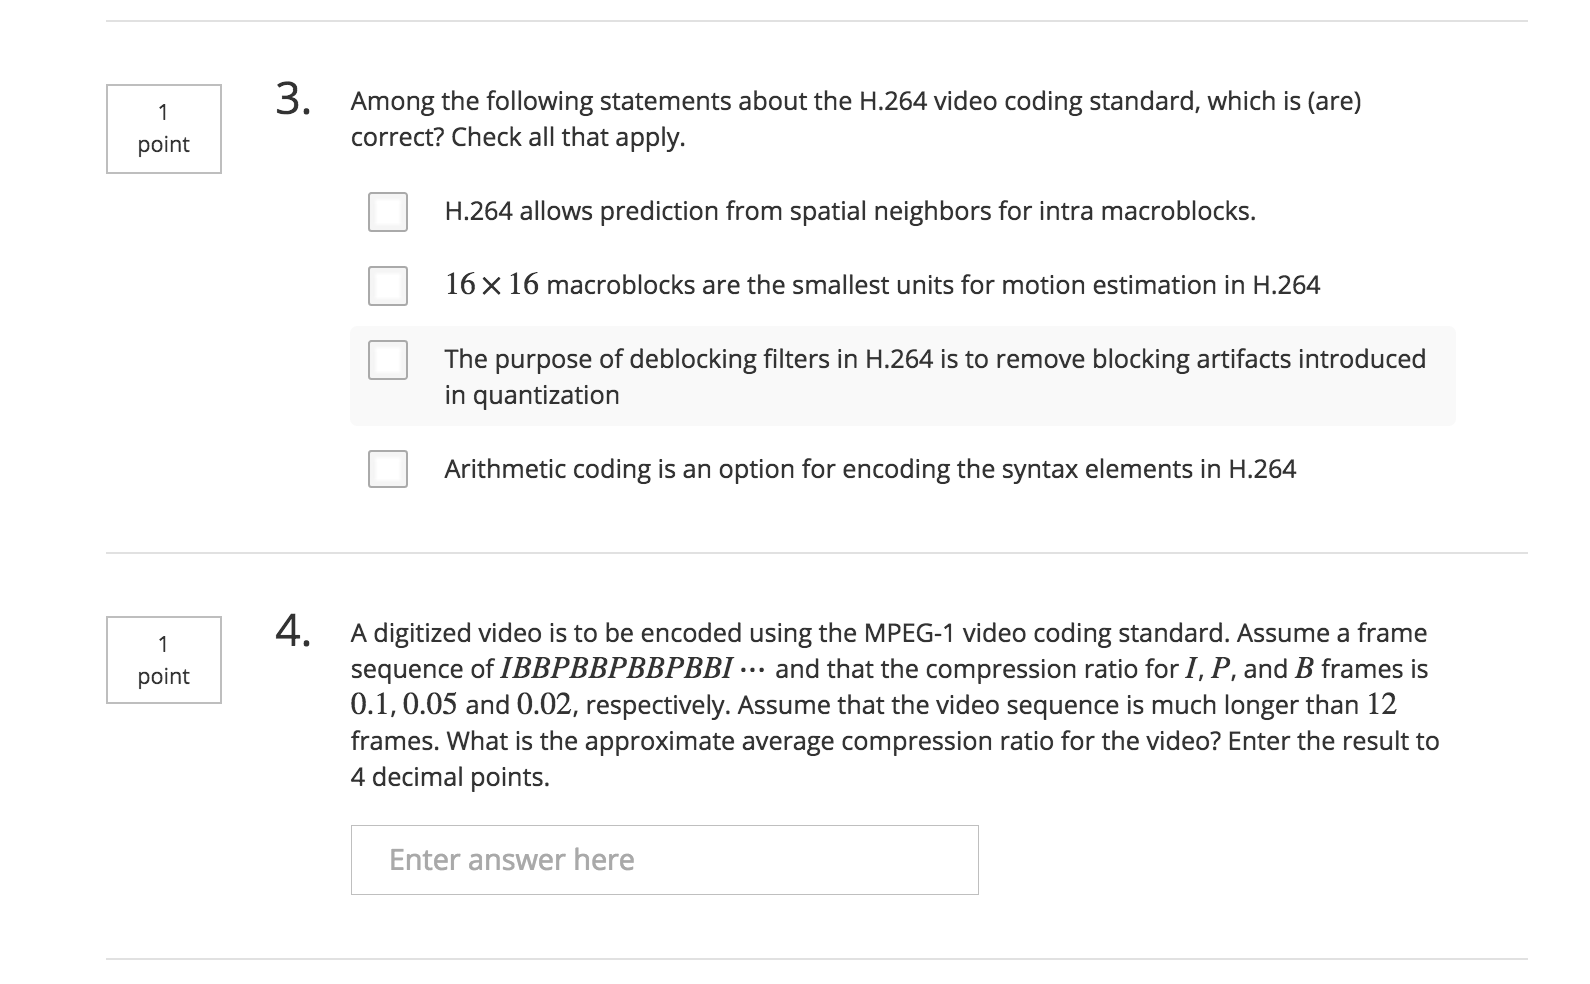 1
point
3.
Among the following statements about the H.264 video coding standard, which is (are)
correct? Check all that apply.
H.264 allows prediction from spatial neighbors for intra macroblocks.
16 × 16 macroblocks are the smallest units for motion estimation in H.264
The purpose of deblocking filters in H.264 is to remove blocking artifacts introduced
in quantization
Arithmetic coding is an option for encoding the syntax elements in H.264
1
point
4.
A digitized video is to be encoded using the MPEG-1 video coding standard. Assume a frame
sequence of IBBPBBPBBPBBI ⋯ and that the compression ratio for I, P, and B frames is
0.1, 0.05 and 0.02, respectively. Assume that the video sequence is much longer than 12
frames. What is the approximate average compression ratio for the video? Enter the result to
4 decimal points.
Enter answer here